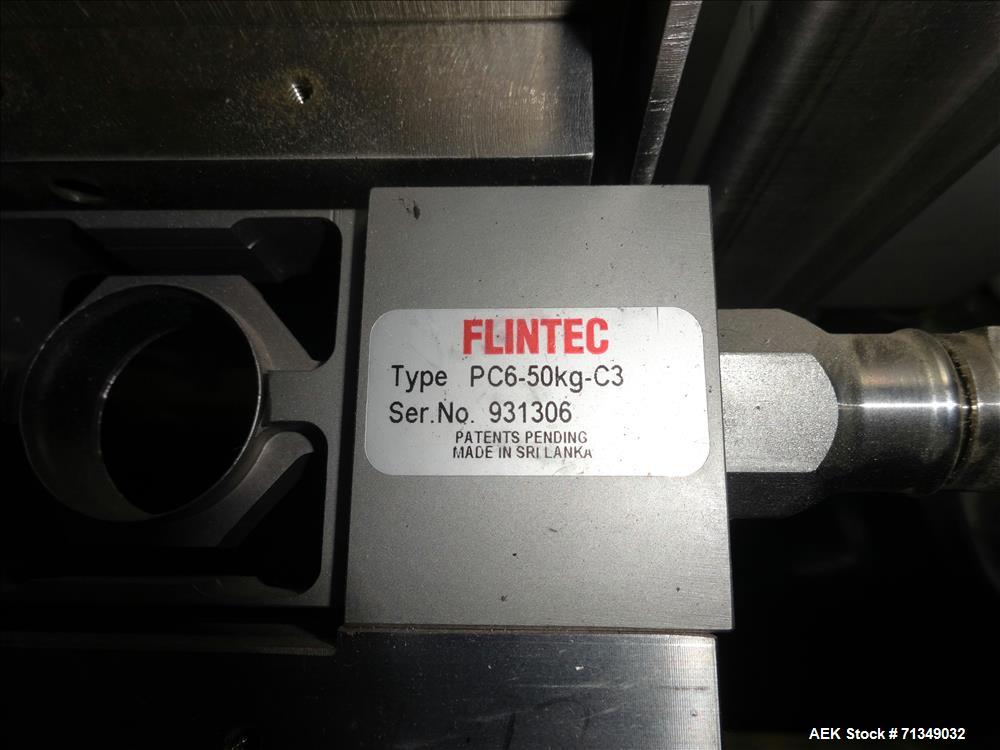 FLINTEC
Type PC6-50kg-C3
Ser.No. 931306
PATENTS PENDING
MADE IN SRI LANKA
AEK Stock #71349032